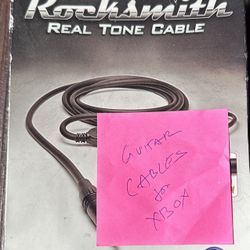 Rocksmith
REAL TONE CABLE
GUITAR
CABLES
for
XBOX